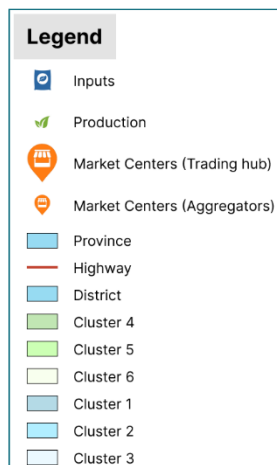 Legend
Inputs
Production
Market Centers (Trading hub)
Market Centers (Aggregators)
Province
Highway
District
Cluster 4
Cluster 5
Cluster 6
Cluster 1
Cluster 2
Cluster 3